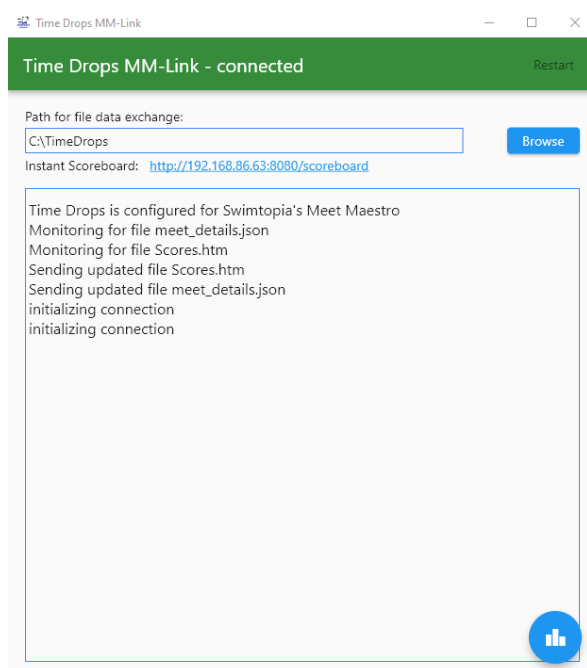 Time Drops MM-Link
Time Drops MM-Link - connected
Restart
Path for file data exchange:
C:\TimeDrops
Browse
Instant Scoreboard: http://192.168.86.63:8080/scoreboard
Time Drops is configured for Swimtopia's Meet Maestro
Monitoring for file meet_details.json
Monitoring for file Scores.htm
Sending updated file Scores.htm
Sending updated file meet_details.json
initializing connection
initializing connection